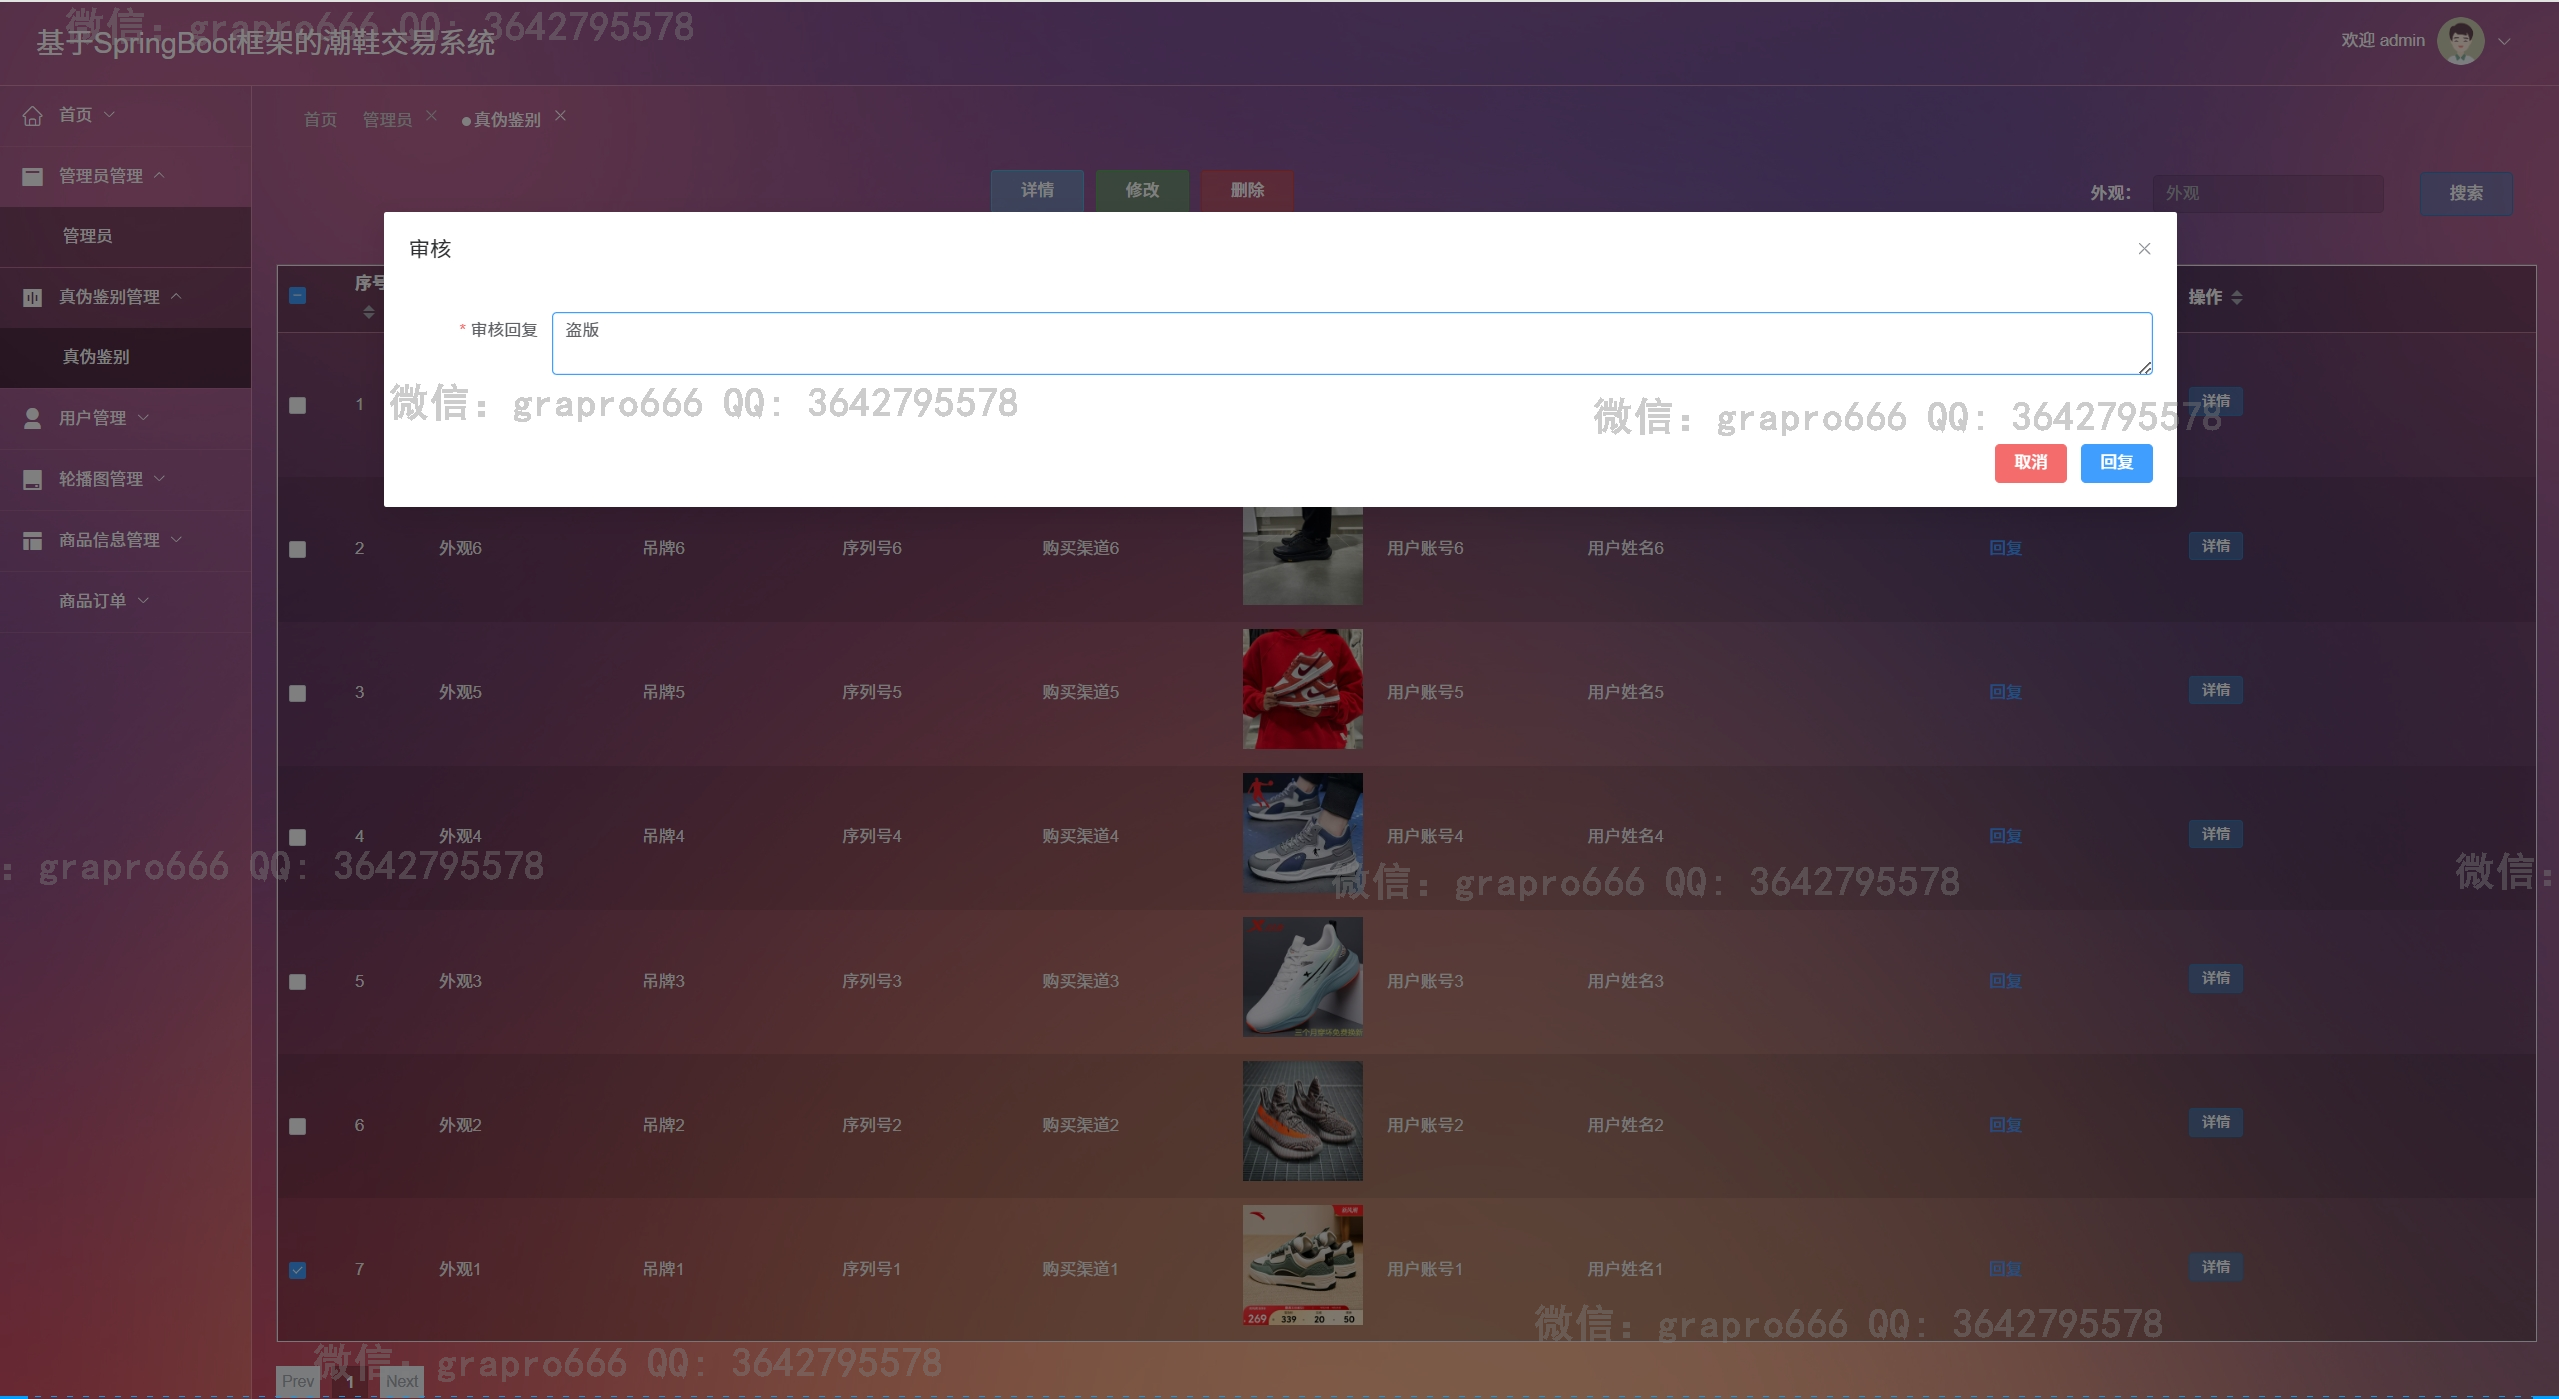 微信: grapro666 QQ: 3642795578
基于SpringBoot框架的潮鞋交易系统
欢迎 admin
首页
管理员管理
管理员
真伪鉴别管理
真伪鉴别
用户管理
轮播图管理
商品信息管理
商品订单
首页 管理员 真伪鉴别
详情 修改 删除
外观: 外观 搜索
审核
* 审核回复 盗版
微信: grapro666 QQ: 3642795578
微信: grapro666 QQ: 3642795578
取消 回复
序号 操作
1 详情
2 外观6 吊牌6 序列号6 购买渠道6 用户账号6 用户姓名6 回复 详情
3 外观5 吊牌5 序列号5 购买渠道5 用户账号5 用户姓名5 回复 详情
4 外观4 吊牌4 序列号4 购买渠道4 用户账号4 用户姓名4 回复 详情
: grapro666 QQ: 3642795578
微信: grapro666 QQ: 3642795578
微信:
5 外观3 吊牌3 序列号3 购买渠道3 用户账号3 用户姓名3 回复 详情
6 外观2 吊牌2 序列号2 购买渠道2 用户账号2 用户姓名2 回复 详情
7 外观1 吊牌1 序列号1 购买渠道1 用户账号1 用户姓名1 回复 详情
269 339 20 50
微信: grapro666 QQ: 3642795578
微信: grapro666 QQ: 3642795578
Prev 1 Next